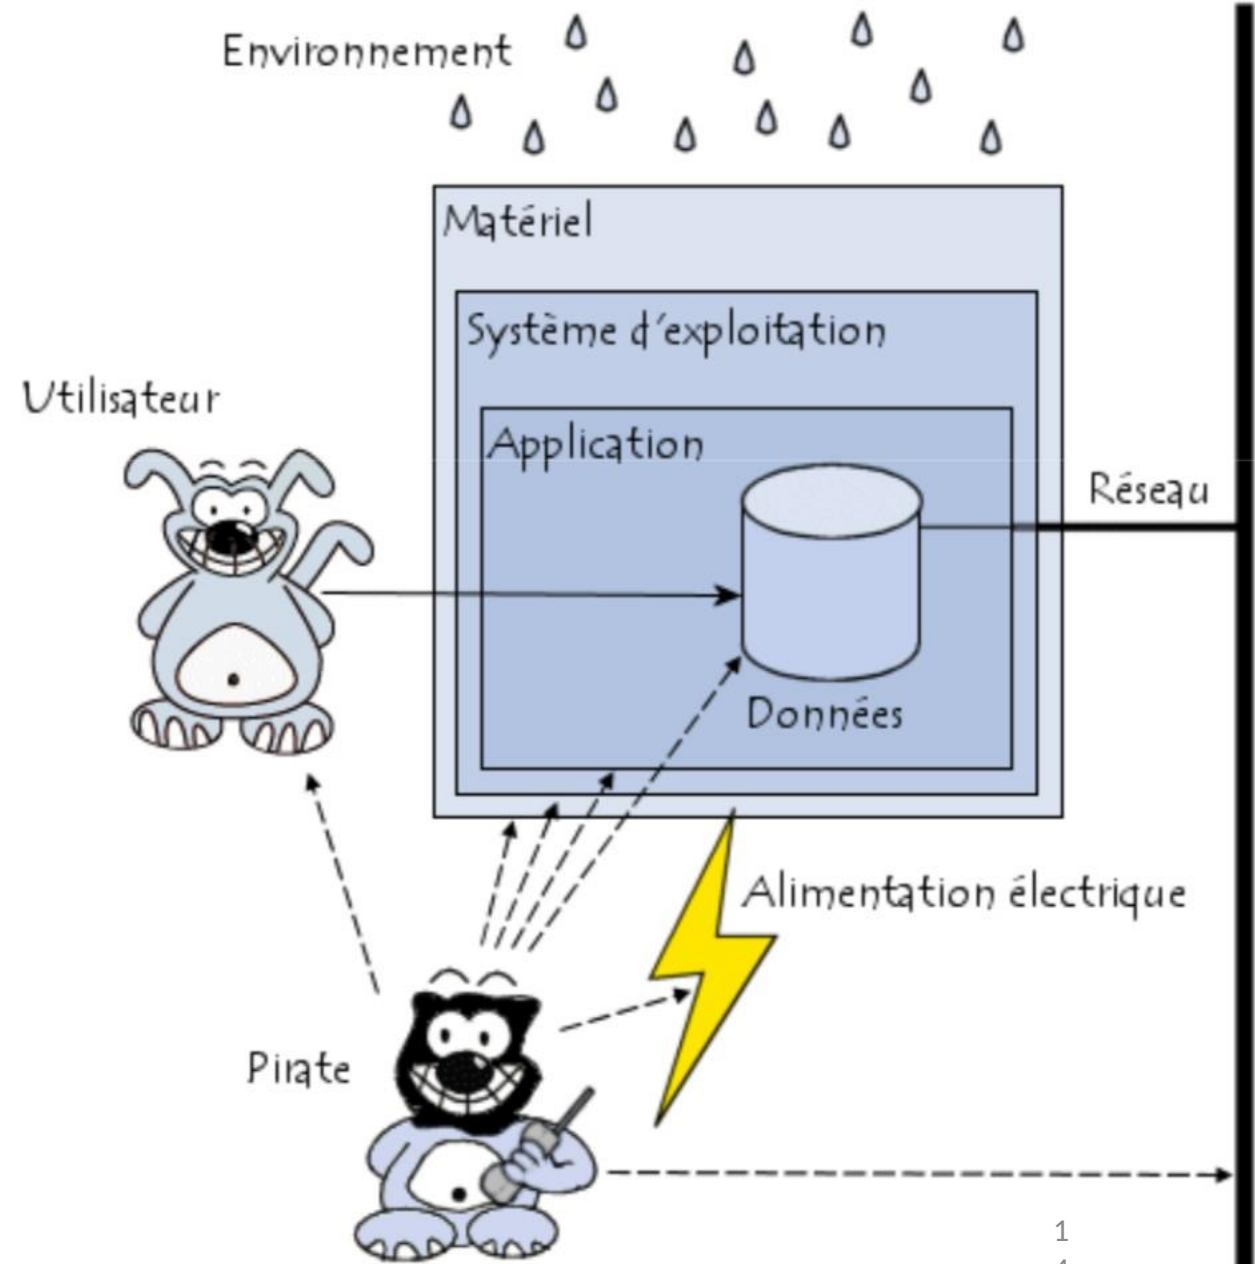 Environnement
Matériel
Système d'exploitation
Utilisateur
Application
Réseau
Données
Alimentation électrique
Pirate
1